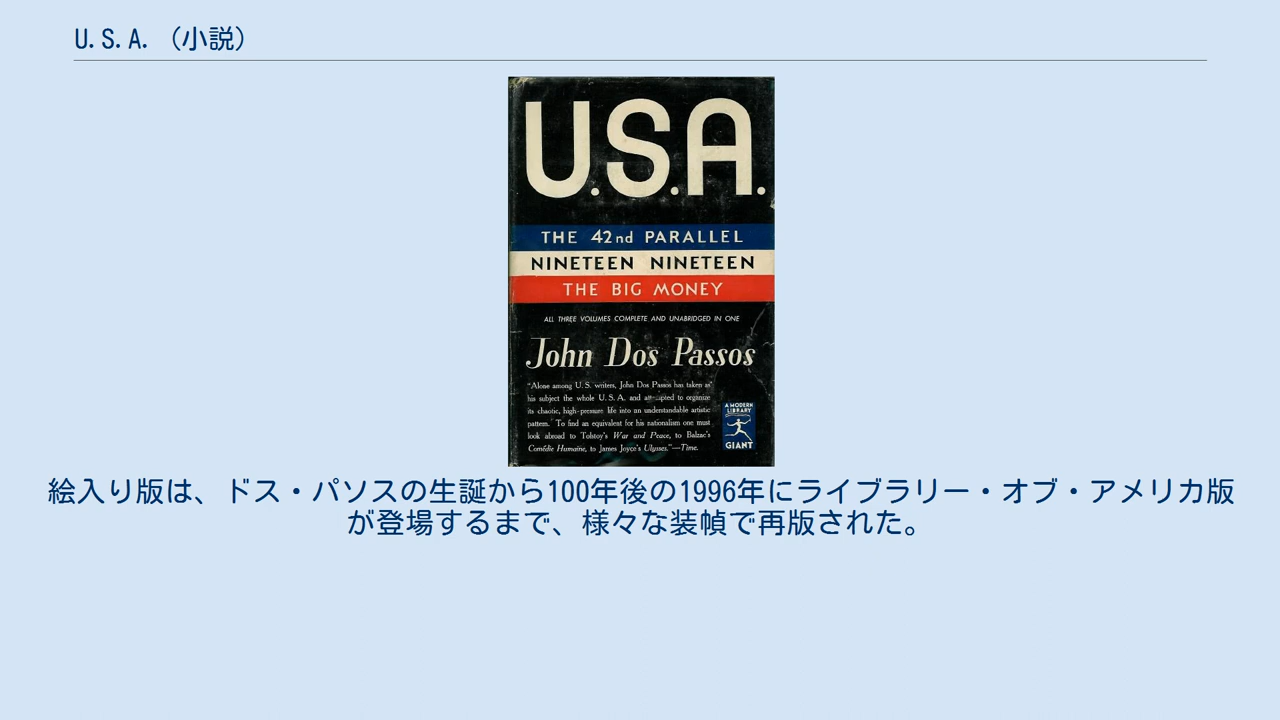 U.S.A. （小説）
U.S.A.
THE 42nd PARALLEL
NINETEEN NINETEEN
THE BIG MONEY
ALL THREE VOLUMES COMPLETE AND UNABRIDGED IN ONE
John Dos Passos
"Alone among U. S. writers, John Dos Passos has taken as
his subject the whole U. S. A. and attempted to organize
its chaotic, high-pressure life into an understandable artistic
pattern. To find an equivalent for his nationalism one must
look abroad to Tolstoy's War and Peace, to Balzac's
Comédie Humaine, to James Joyce's Ulysses."—Time.
A MODERN
LIBRARY
GIANT
絵入り版は、ドス・パソスの生誕から100年後の1996年にライブラリー・オブ・アメリカ版
が登場するまで、様々な装幀で再版された。